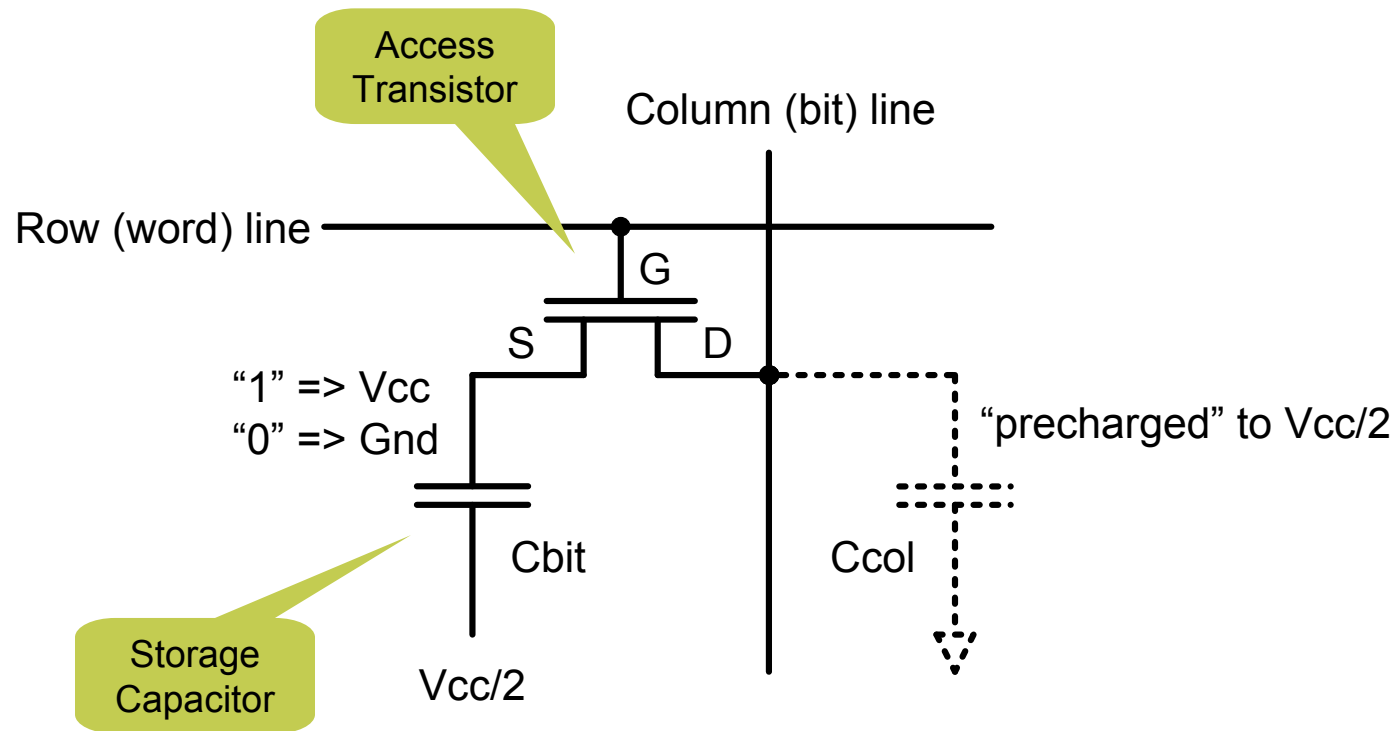 Access
Transistor
Column (bit) line
Row (word) line
G
S
D
“1” => Vcc
“0” => Gnd
“precharged” to Vcc/2
Cbit
Ccol
Storage
Capacitor
Vcc/2